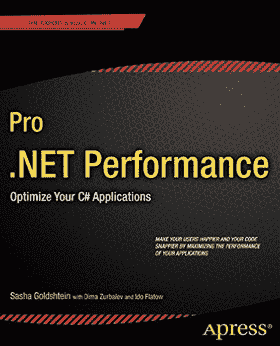 Pro
.NET Performance
Optimize Your C# Applications
MAKE YOUR USERS HAPPIER AND YOUR CODE
SNAPPIER BY MAXIMIZING THE PERFORMANCE
OF YOUR APPLICATIONS
Sasha Goldshtein with Dima Zurbalev and Ido Flatow
Apress®